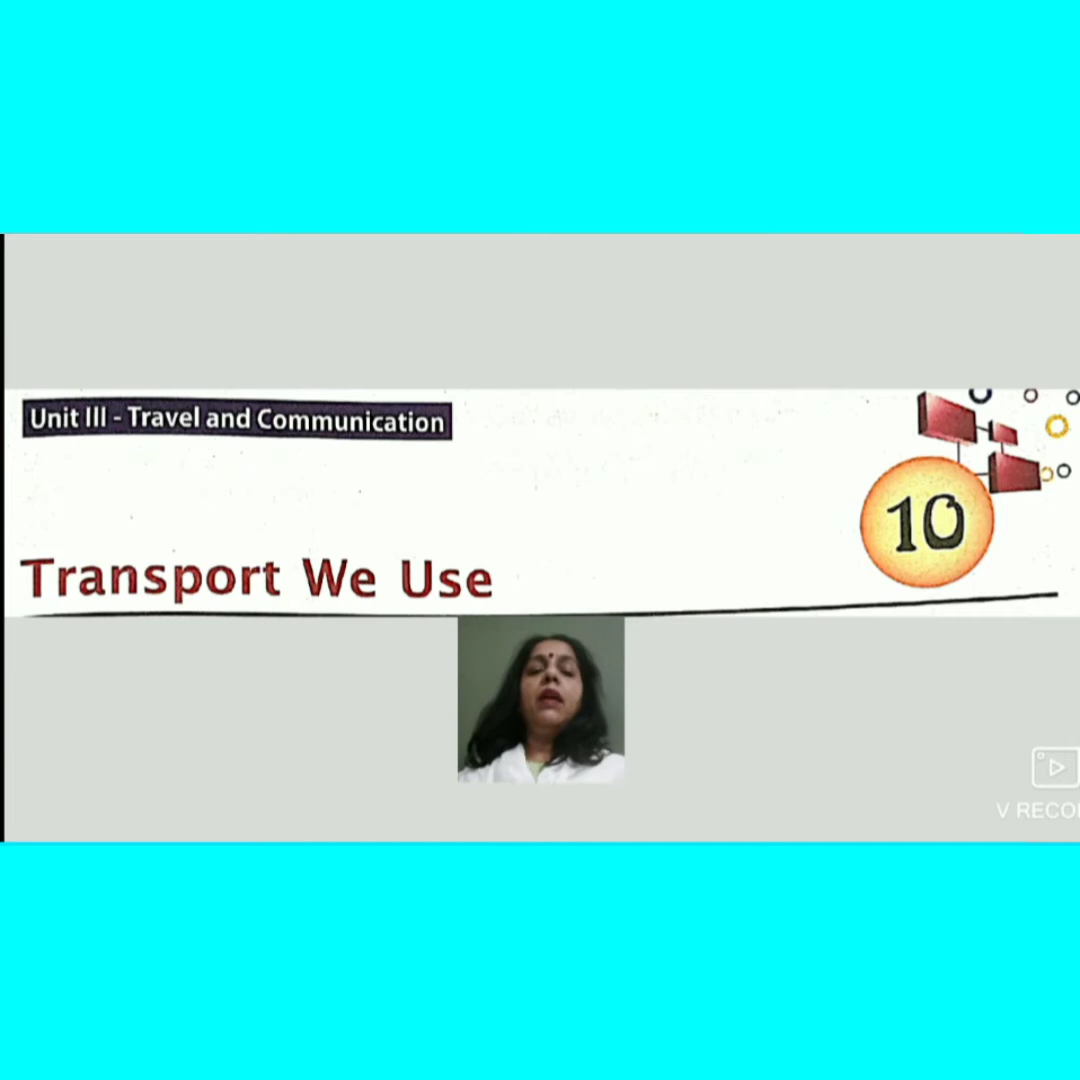 Unit III - Travel and Communication
10
Transport We Use
V RECO